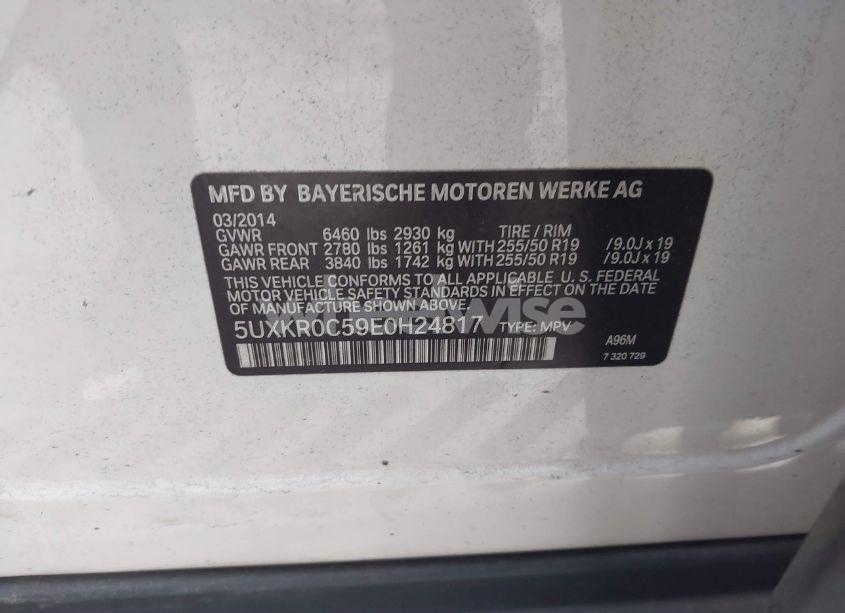 MFD BY BAYERISCHE MOTOREN WERKE AG
03/2014
GVWR 6460 lbs 2930 kg TIRE / RIM
GAWR FRONT 2780 lbs 1261 kg WITH 255/50 R19 /9.0J x 19
GAWR REAR 3840 lbs 1742 kg WITH 255/50 R19 /9.0J x 19
THIS VEHICLE CONFORMS TO ALL APPLICABLE U. S. FEDERAL
MOTOR VEHICLE SAFETY STANDARDS IN EFFECT ON THE DATE
OF MANUFACTURE SHOWN ABOVE
5UXKR0C59E0H24817 TYPE: MPV A96M
7 320 729